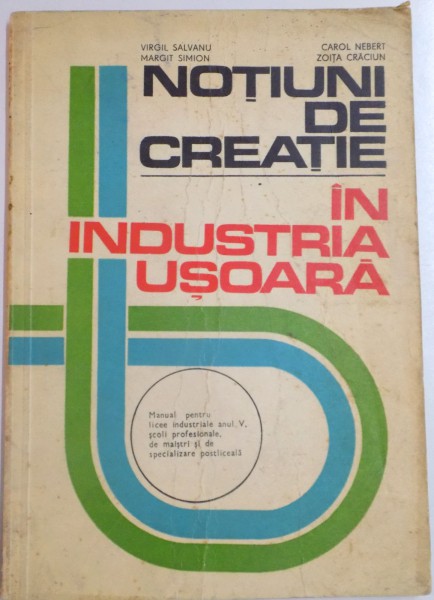 VIRGIL SALVANU CAROL NEBERT
MARGIT SIMION ZOIȚA CRĂCIUN
NOȚIUNI
DE
CREAȚIE
ÎN
INDUSTRIA
UȘOARĂ
Manual pentru
licee industriale anul V,
școli profesionale,
de maiștri și de
specializare postliceală